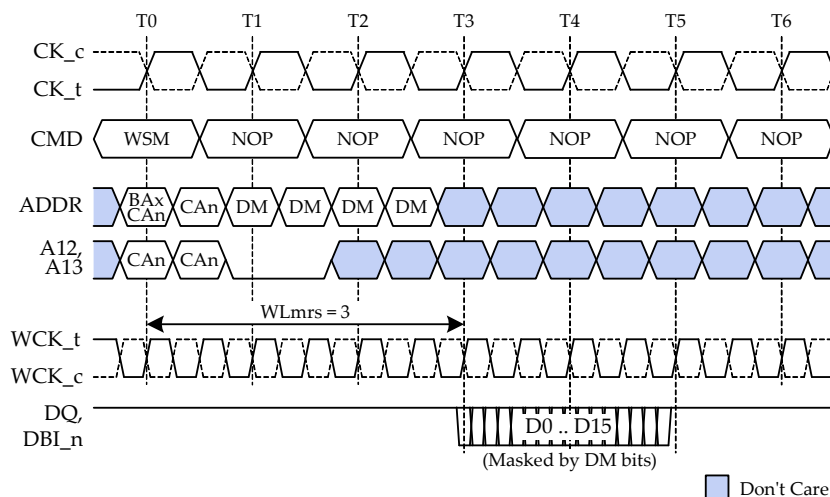 T0 T1 T2 T3 T4 T5 T6
CK_c
CK_t
CMD WSM NOP NOP NOP NOP NOP NOP
ADDR BAx CAn CAn DM DM DM DM
A12, A13 CAn CAn
WLmrs = 3
WCK_t
WCK_c
DQ, DBI_n D0 .. D15
(Masked by DM bits)
Don't Care